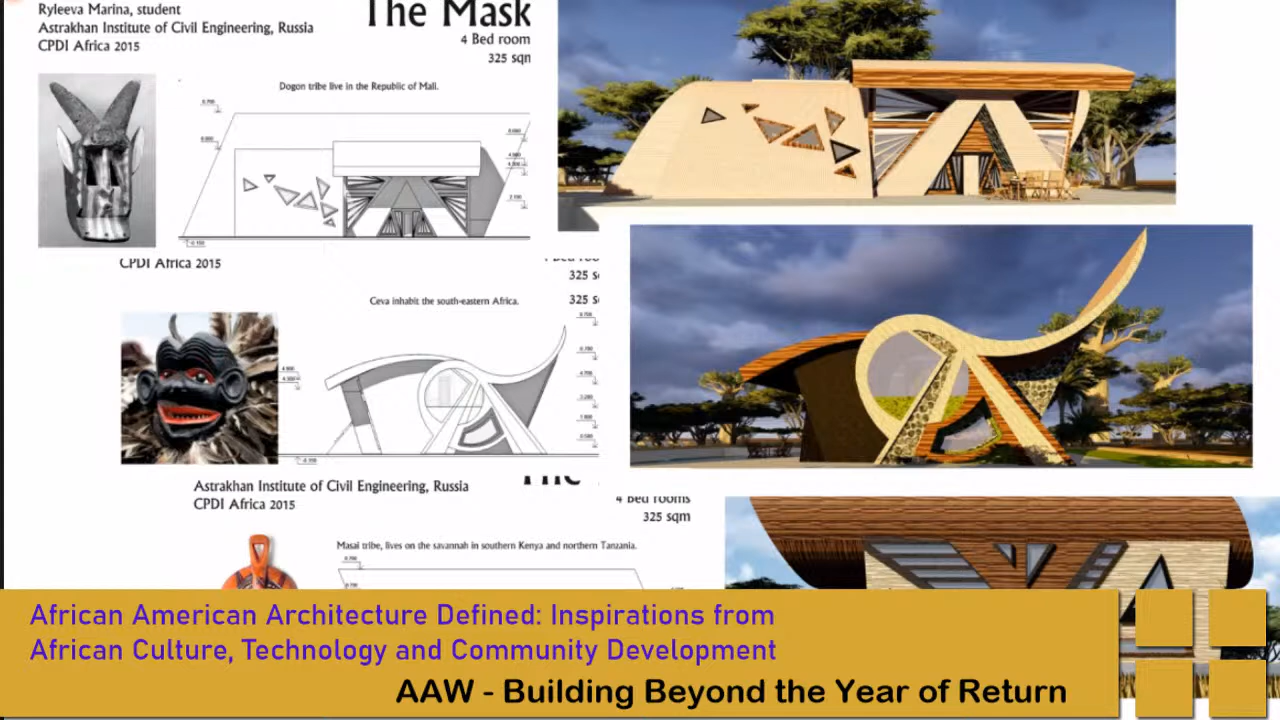 Ryleeva Marina, student
Astrakhan Institute of Civil Engineering, Russia
CPDI Africa 2015
The Mask
4 Bed room
325 sqn
Dogon tribe live in the Republic of Mali.
CPDI Africa 2015
325 s
325 s
Ceva inhabit the south-eastern Africa.
Astrakhan Institute of Civil Engineering, Russia
CPDI Africa 2015
The
4 Bed rooms
325 sqm
Masai tribe, lives on the savannah in southern Kenya and northern Tanzania.
African American Architecture Defined: Inspirations from
African Culture, Technology and Community Development
AAW - Building Beyond the Year of Return